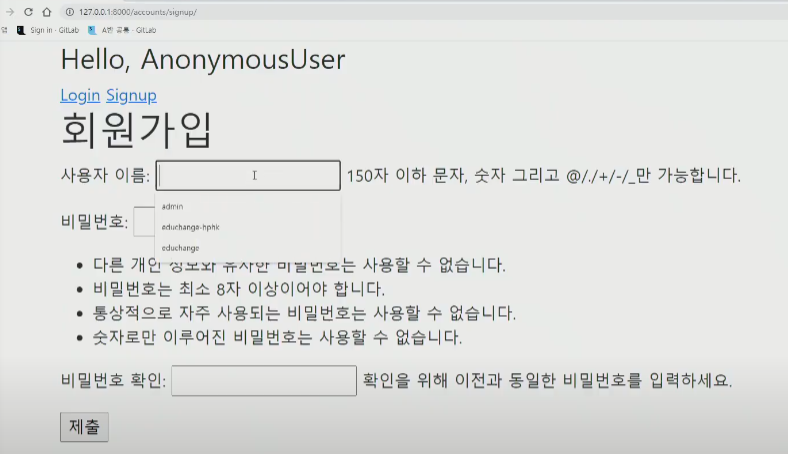 127.0.0.1:8000/accounts/signup/
앱 Sign in · GitLab A반 공통 · GitLab
Hello, AnonymousUser
Login Signup
회원가입
사용자 이름: 150자 이하 문자, 숫자 그리고 @/./+/-/_만 가능합니다.
admin
educhange-hphk
educhange
비밀번호:
다른 개인 정보와 유사한 비밀번호는 사용할 수 없습니다.
비밀번호는 최소 8자 이상이어야 합니다.
통상적으로 자주 사용되는 비밀번호는 사용할 수 없습니다.
숫자로만 이루어진 비밀번호는 사용할 수 없습니다.
비밀번호 확인: 확인을 위해 이전과 동일한 비밀번호를 입력하세요.
제출